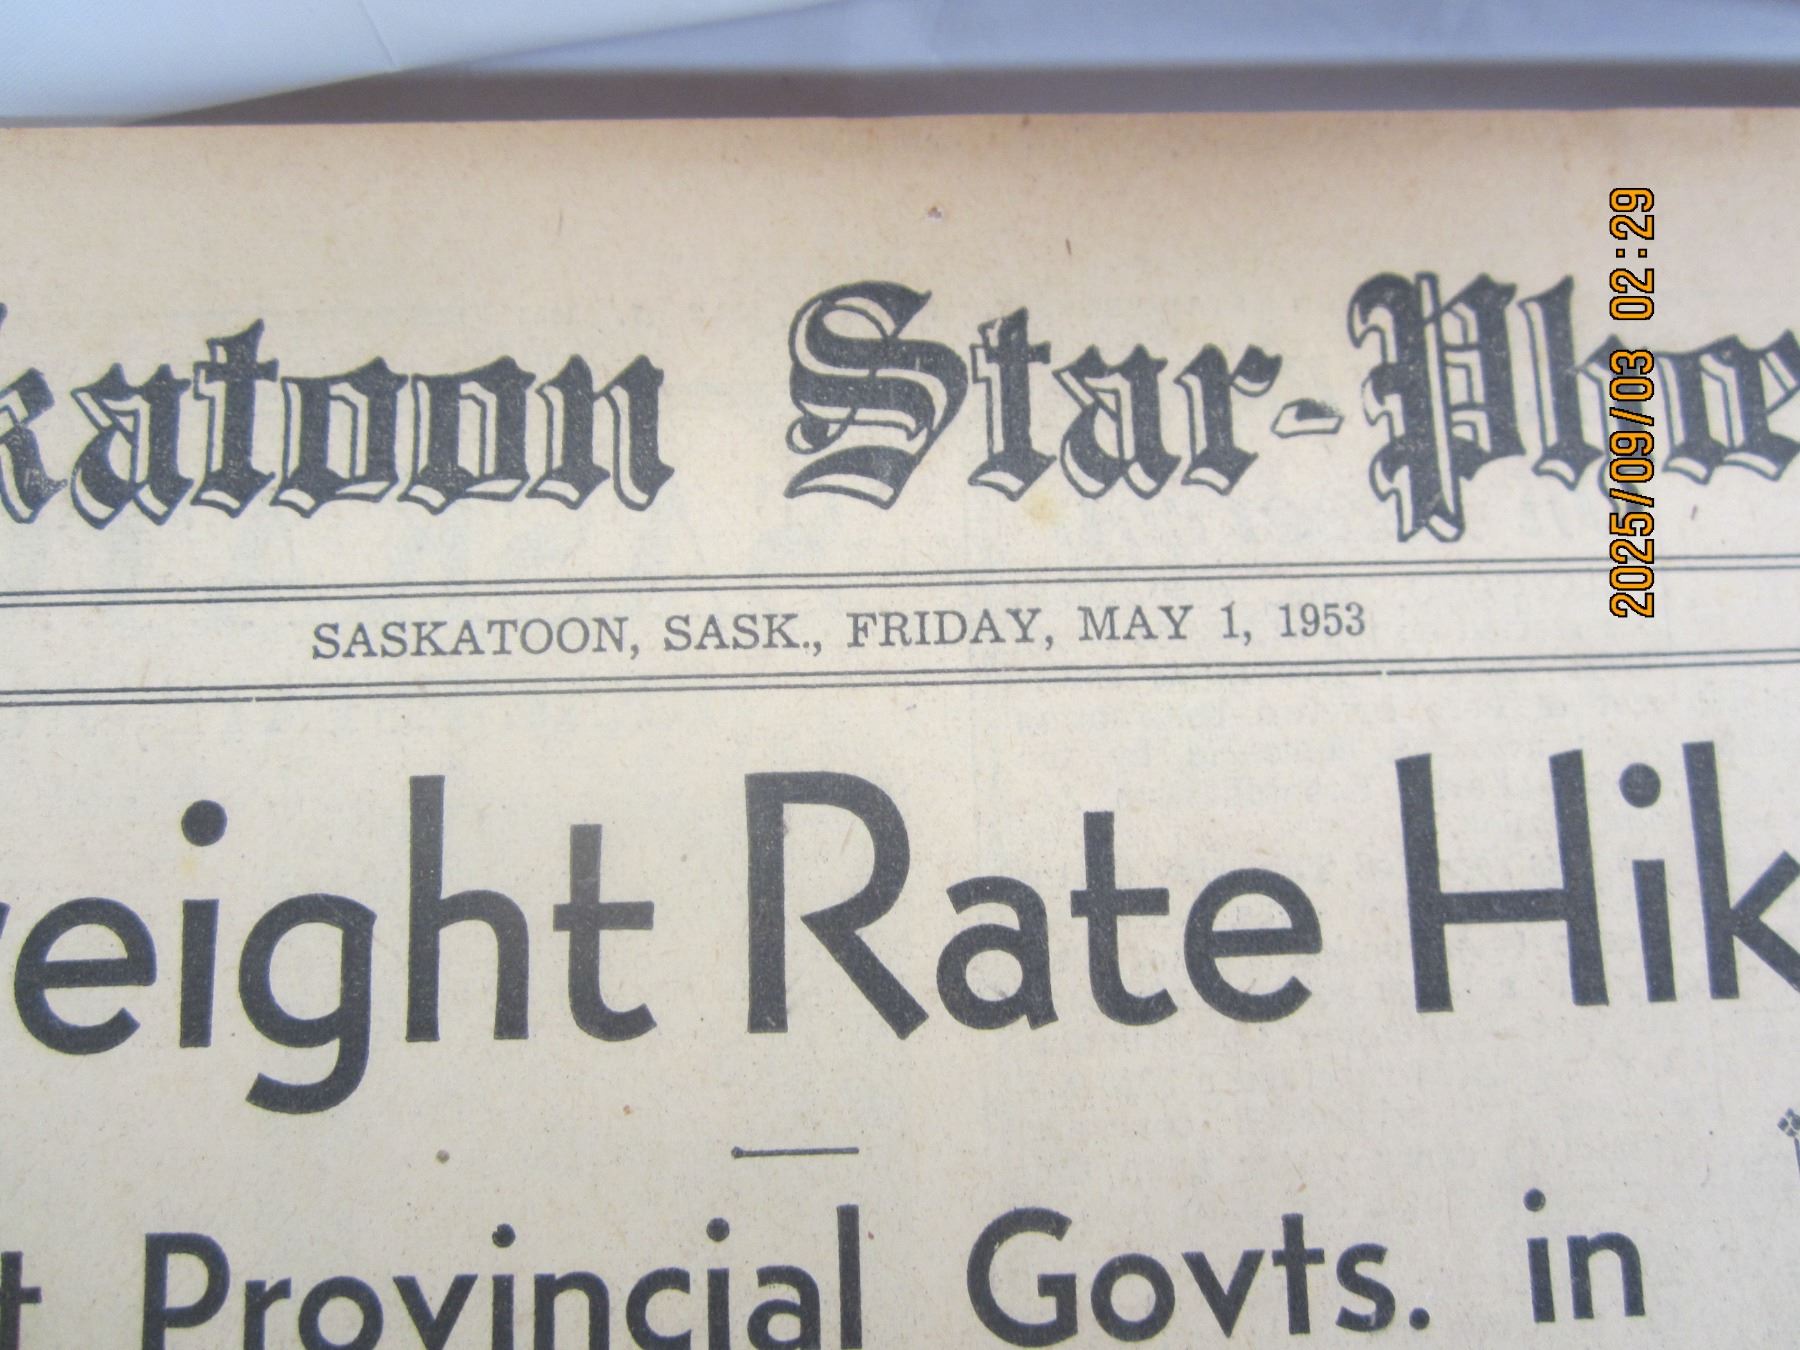 katoon Star-Phœ
SASKATOON, SASK., FRIDAY, MAY 1, 1953
eight Rate Hik
t Provincial Govts. in
2025/09/03 02:29